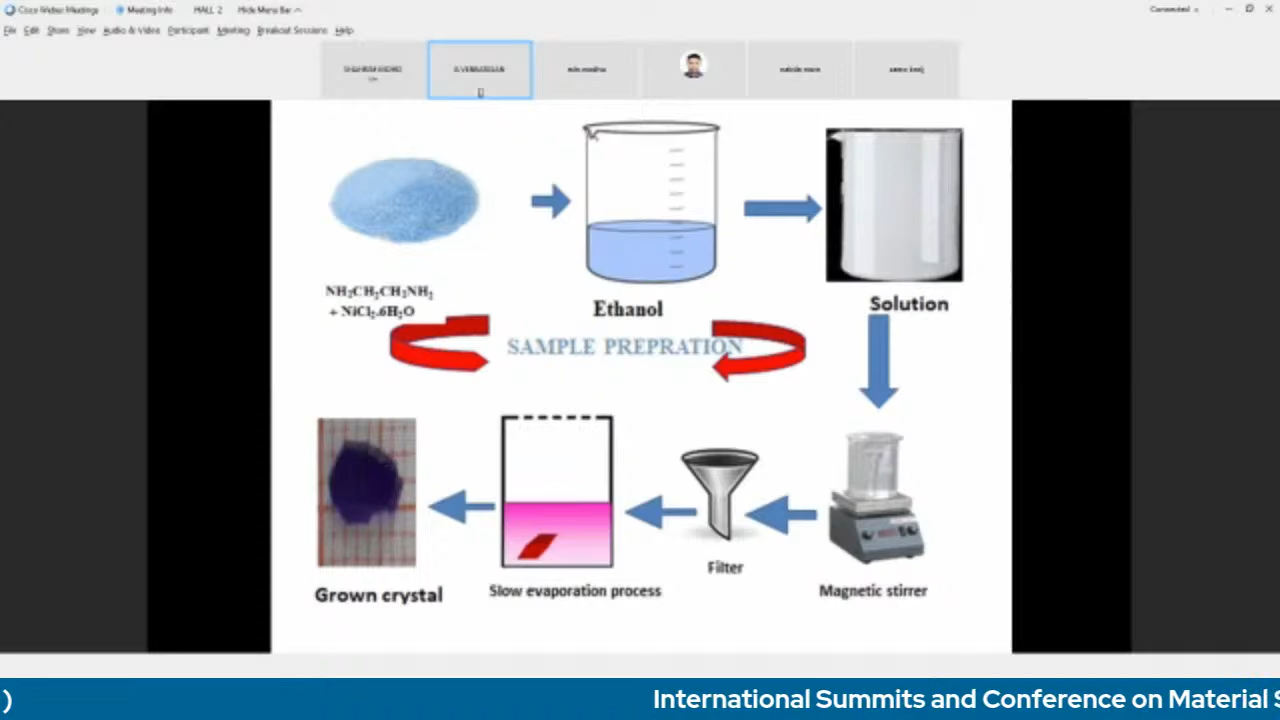 Cisco Webex Meetings
Meeting Info
HALL 2
Hide Menu Bar
Connected
File Edit Share View Audio & Video Participant Meeting Breakout Sessions Help
NH₂CH₂CH₂NH₂
+ NiCl₂.6H₂O
Ethanol
Solution
SAMPLE PREPRATION
Grown crystal
Slow evaporation process
Filter
Magnetic stirrer
)
International Summits and Conference on Material S